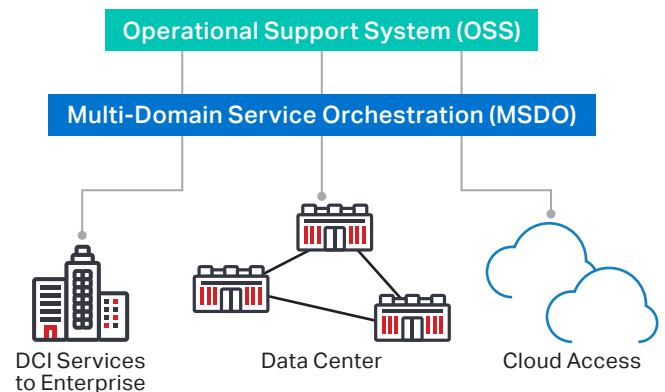 Operational Support System (OSS)
Multi-Domain Service Orchestration (MSDO)
DCI Services
to Enterprise
Data Center
Cloud Access